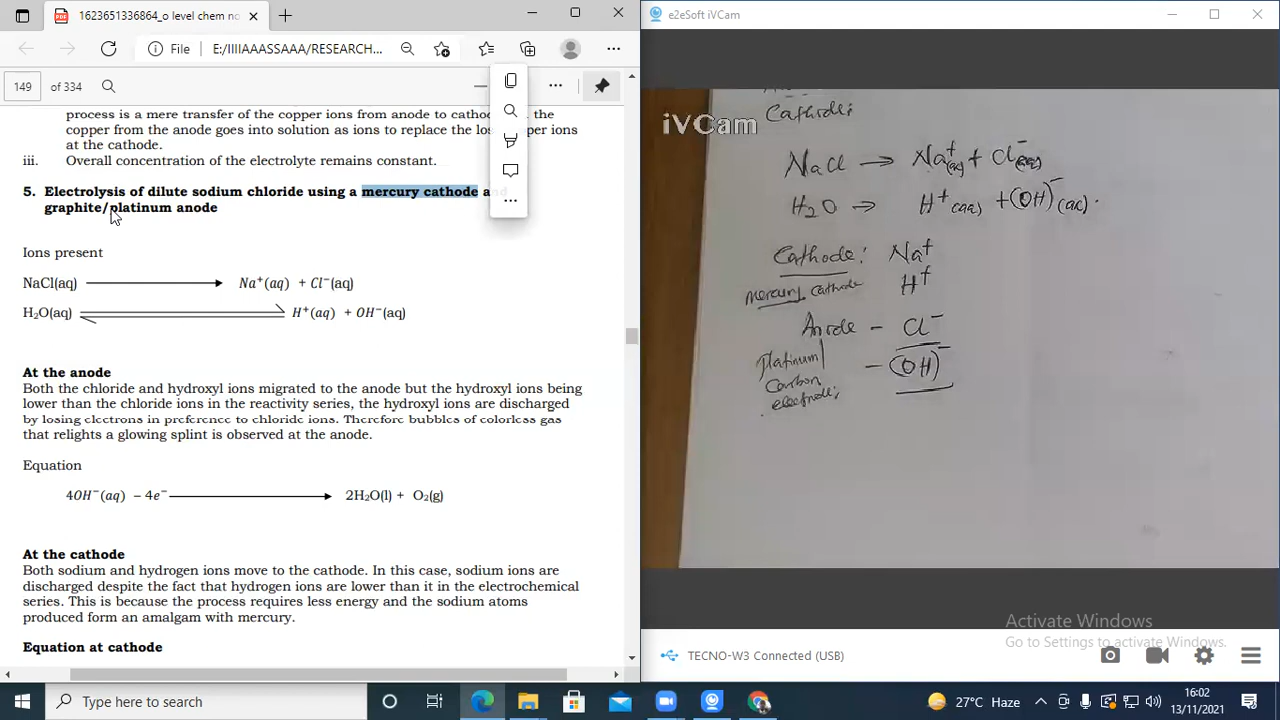 1623651336864_o level chem no
File
E:/IIIIAAASSAAA/RESEARCH...
149 of 334
process is a mere transfer of the copper ions from anode to
copper from the anode goes into solution as ions to replace the ions
at the cathode.
iii. Overall concentration of the electrolyte remains constant.
5. Electrolysis of dilute sodium chloride using a mercury cathode
graphite/platinum anode
Ions present
NaCl(aq) → Na⁺(aq) + Cl⁻(aq)
H₂O(aq) ⇌ H⁺(aq) + OH⁻(aq)
At the anode
Both the chloride and hydroxyl ions migrated to the anode but the hydroxyl ions being
lower than the chloride ions in the reactivity series, the hydroxyl ions are discharged
by losing electrons in preference to chloride ions. Therefore bubbles of colorless gas
that relights a glowing splint is observed at the anode.
Equation
4OH⁻(aq) – 4e⁻ → 2H₂O(l) + O₂(g)
At the cathode
Both sodium and hydrogen ions move to the cathode. In this case, sodium ions are
discharged despite the fact that hydrogen ions are lower than it in the electrochemical
series. This is because the process requires less energy and the sodium atoms
produced form an amalgam with mercury.
Equation at cathode
e2eSoft iVCam
iVCam
Cathode:
NaCl → Na⁺(aq) + Cl⁻(aq)
H₂O → H⁺(aq) + (OH)⁻(aq).
Cathode: Na⁺
Mercury cathode H⁺
Anode – Cl⁻
Platinum/ – (OH)⁻
Carbon
electrode:
Activate Windows
Go to Settings to activate Windows.
TECNO-W3 Connected (USB)
Type here to search
27°C Haze
16:02
13/11/2021